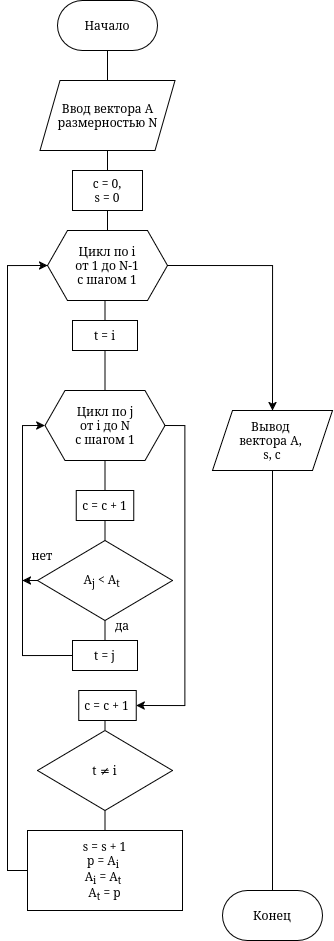 Начало
Ввод вектора A
размерностью N
c = 0,
s = 0
Цикл по i
от 1 до N-1
с шагом 1
t = i
Цикл по j
от i до N
с шагом 1
Вывод
вектора A,
s, c
c = c + 1
нет
Aj < At
да
t = j
c = c + 1
t ≠ i
s = s + 1
p = Ai
Ai = At
At = p
Конец